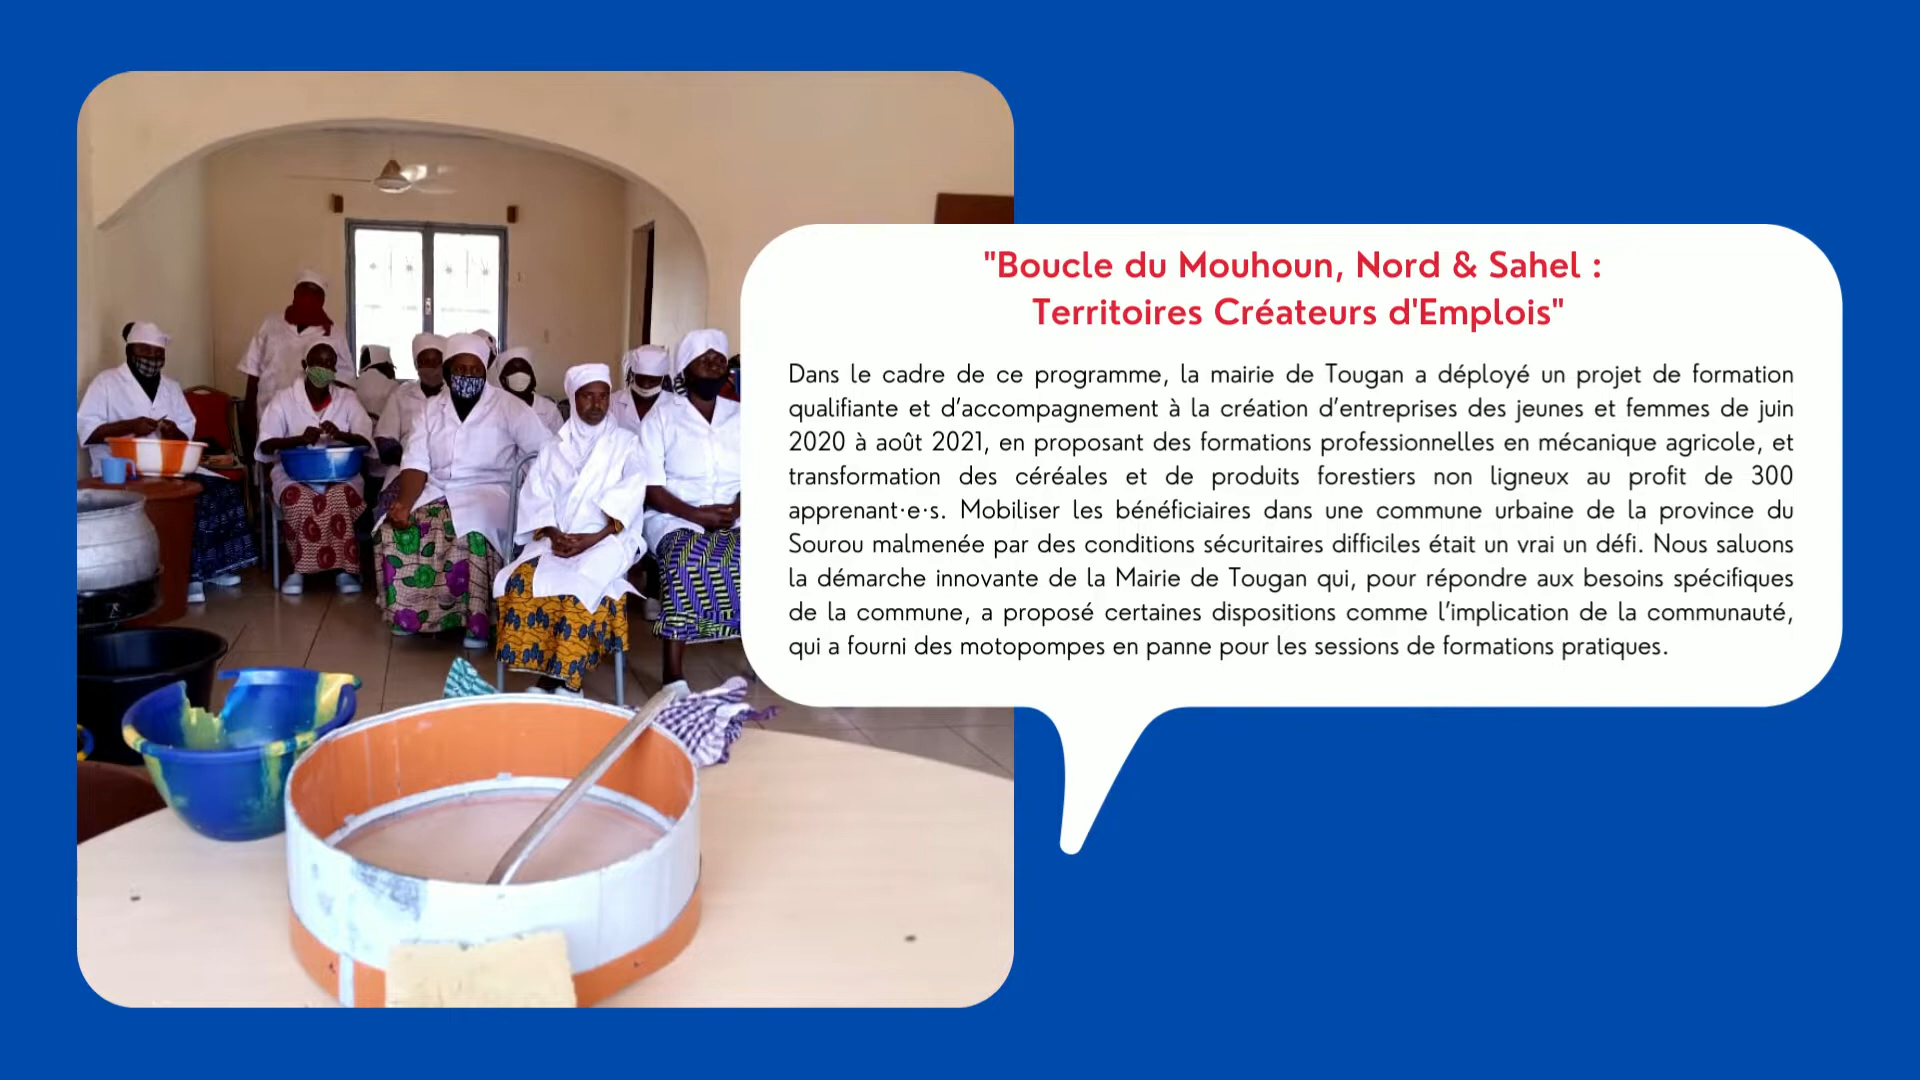 "Boucle du Mouhoun, Nord & Sahel :
Territoires Créateurs d'Emplois"
Dans le cadre de ce programme, la mairie de Tougan a déployé un projet de formation
qualifiante et d’accompagnement à la création d’entreprises des jeunes et femmes de juin
2020 à août 2021, en proposant des formations professionnelles en mécanique agricole, et
transformation des céréales et de produits forestiers non ligneux au profit de 300
apprenant·e·s. Mobiliser les bénéficiaires dans une commune urbaine de la province du
Sourou malmenée par des conditions sécuritaires difficiles était un vrai un défi. Nous saluons
la démarche innovante de la Mairie de Tougan qui, pour répondre aux besoins spécifiques
de la commune, a proposé certaines dispositions comme l’implication de la communauté,
qui a fourni des motopompes en panne pour les sessions de formations pratiques.